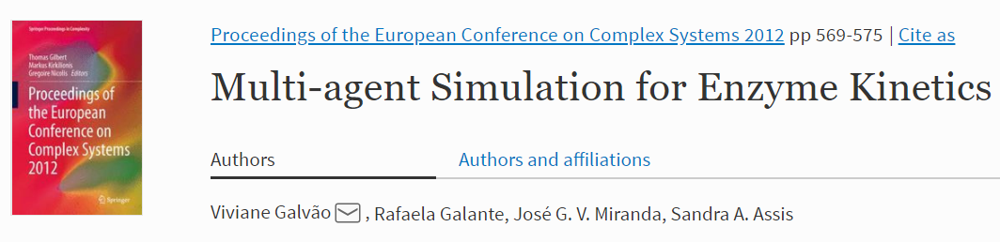 Springer Proceedings in Complexity
Thomas Gilbert
Markus Kirkilionis
Gregoire Nicolis Editors
Proceedings of
the European
Conference on
Complex Systems
2012
Springer
Proceedings of the European Conference on Complex Systems 2012 pp 569-575 | Cite as
Multi-agent Simulation for Enzyme Kinetics
Authors
Authors and affiliations
Viviane Galvão , Rafaela Galante, José G. V. Miranda, Sandra A. Assis